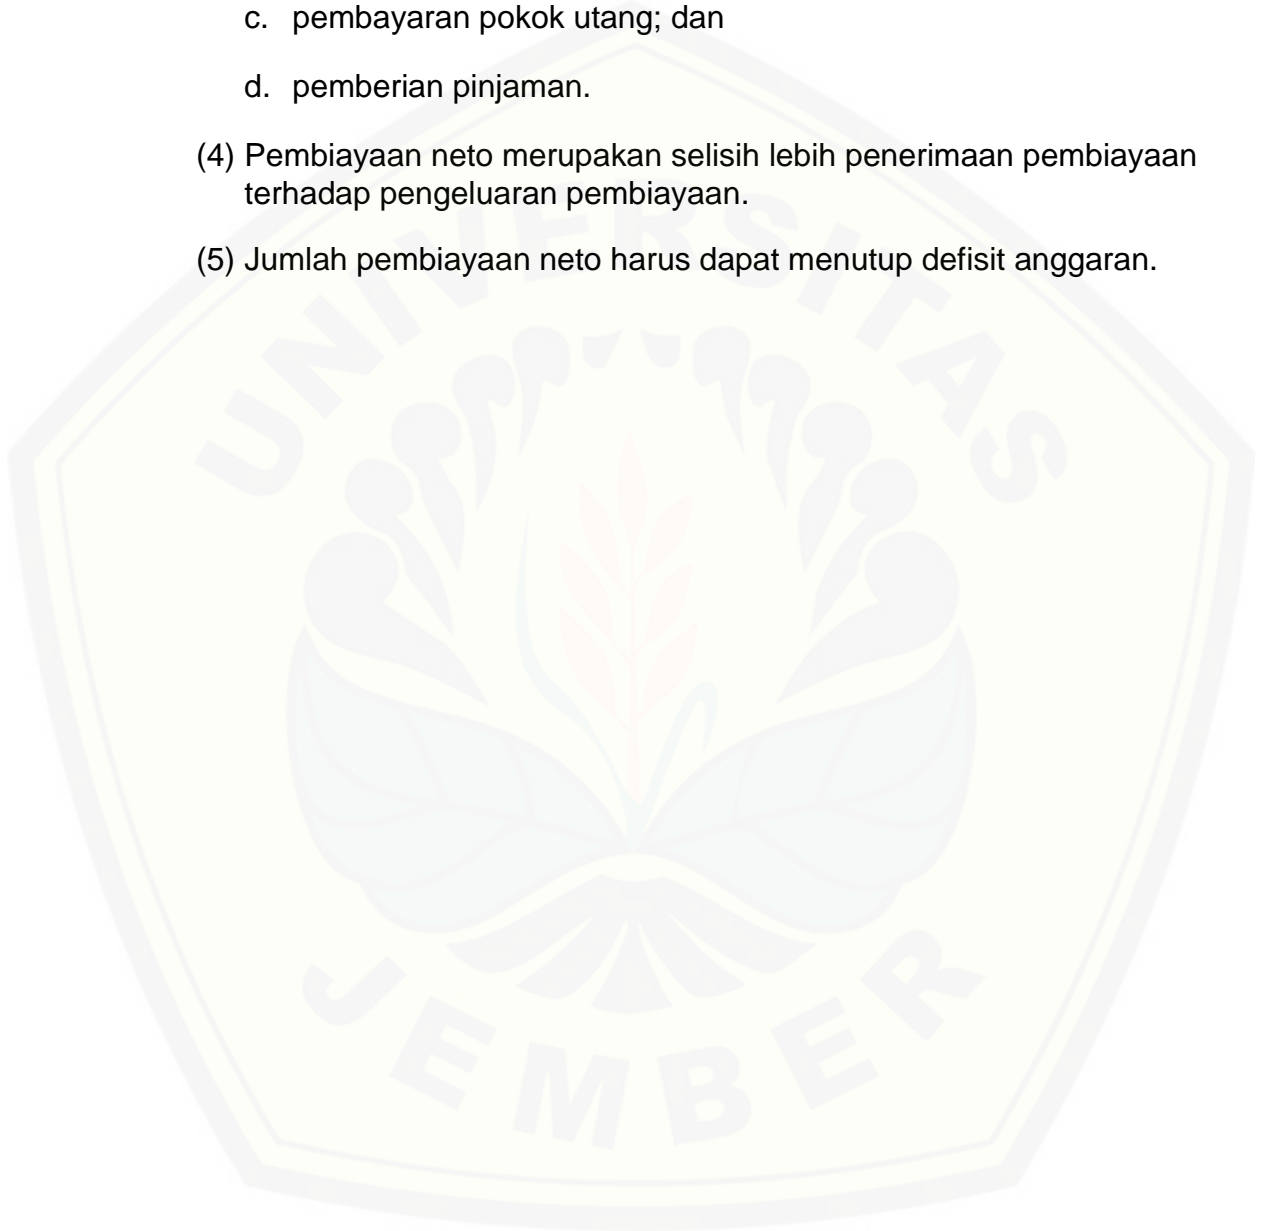 c. pembayaran pokok utang; dan
d. pemberian pinjaman.
(4) Pembiayaan neto merupakan selisih lebih penerimaan pembiayaan
terhadap pengeluaran pembiayaan.
(5) Jumlah pembiayaan neto harus dapat menutup defisit anggaran.
UNIVERSITAS
JEMBER